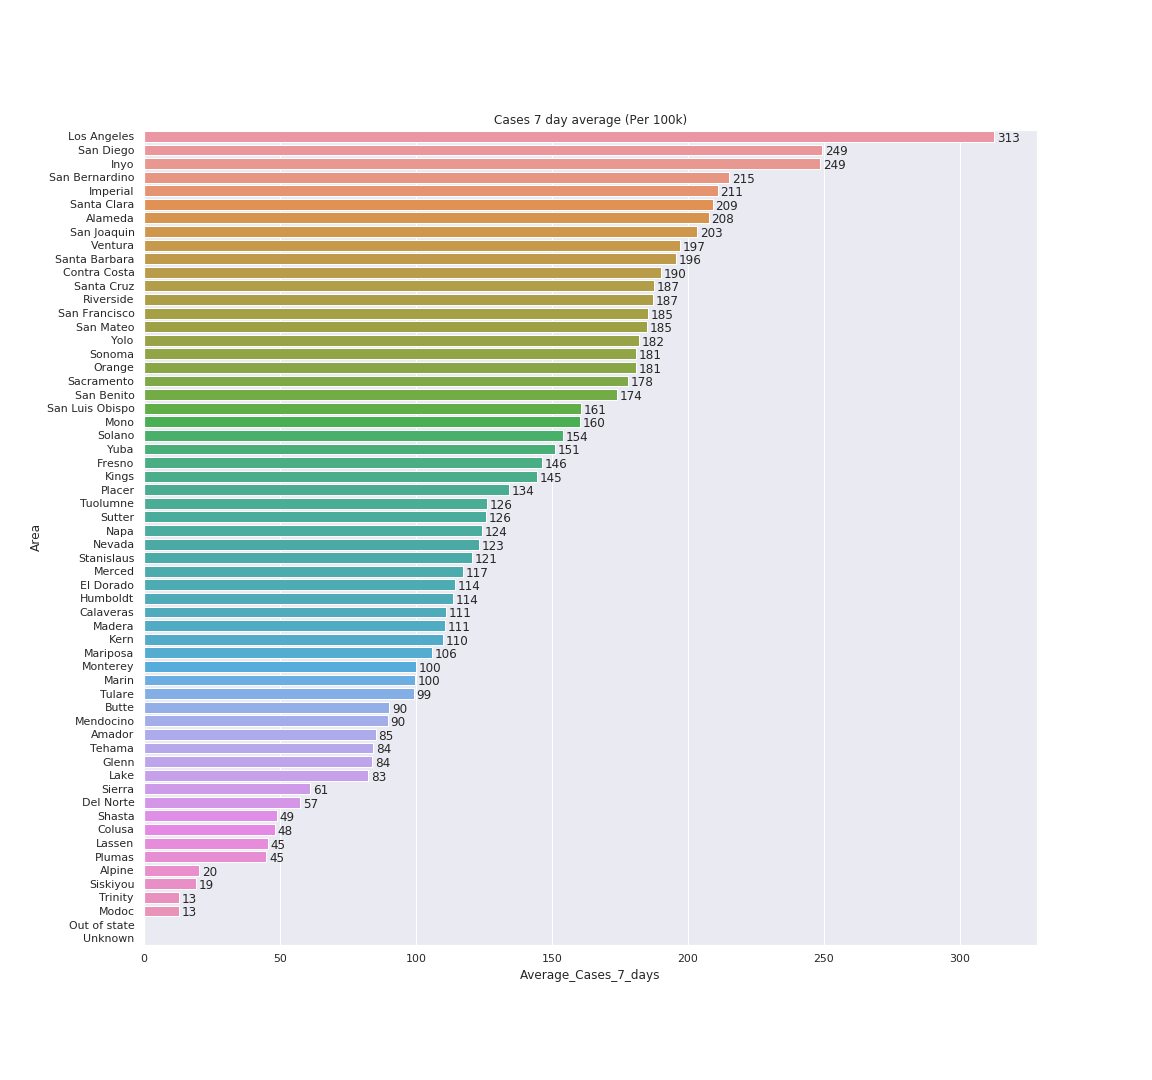 Cases 7 day average (Per 100k)
Los Angeles 313
San Diego 249
Inyo 249
San Bernardino 215
Imperial 211
Santa Clara 209
Alameda 208
San Joaquin 203
Ventura 197
Santa Barbara 196
Contra Costa 190
Santa Cruz 187
Riverside 187
San Francisco 185
San Mateo 185
Yolo 182
Sonoma 181
Orange 181
Sacramento 178
San Benito 174
San Luis Obispo 161
Mono 160
Solano 154
Yuba 151
Fresno 146
Kings 145
Placer 134
Tuolumne 126
Sutter 126
Napa 124
Nevada 123
Stanislaus 121
Merced 117
El Dorado 114
Humboldt 114
Calaveras 111
Madera 111
Kern 110
Mariposa 106
Monterey 100
Marin 100
Tulare 99
Butte 90
Mendocino 90
Amador 85
Tehama 84
Glenn 84
Lake 83
Sierra 61
Del Norte 57
Shasta 49
Colusa 48
Lassen 45
Plumas 45
Alpine 20
Siskiyou 19
Trinity 13
Modoc 13
Out of state
Unknown
Area
0 50 100 150 200 250 300
Average_Cases_7_days